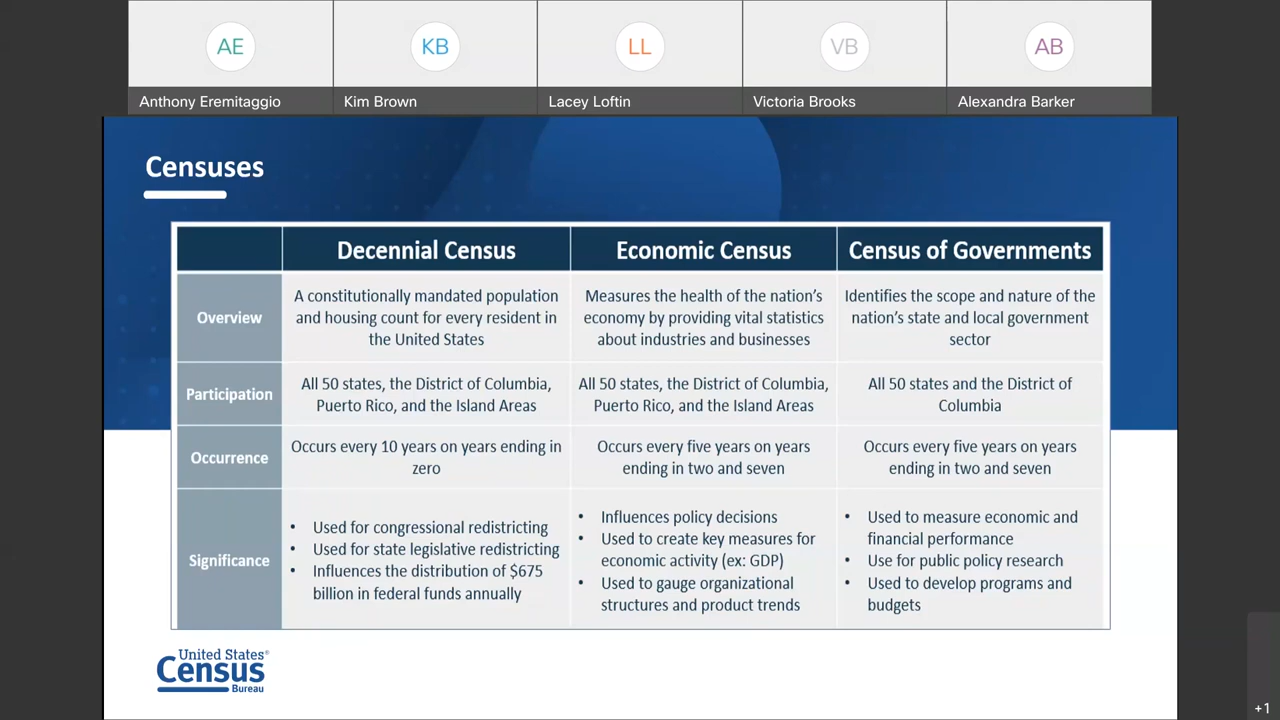 AE
KB
LL
VB
AB
Anthony Eremitaggio
Kim Brown
Lacey Loftin
Victoria Brooks
Alexandra Barker
Censuses
Decennial Census
Economic Census
Census of Governments
Overview
A constitutionally mandated population
and housing count for every resident in
the United States
Measures the health of the nation's
economy by providing vital statistics
about industries and businesses
Identifies the scope and nature of the
nation's state and local government
sector
Participation
All 50 states, the District of Columbia,
Puerto Rico, and the Island Areas
All 50 states, the District of Columbia,
Puerto Rico, and the Island Areas
All 50 states and the District of
Columbia
Occurrence
Occurs every 10 years on years ending in
zero
Occurs every five years on years
ending in two and seven
Occurs every five years on years
ending in two and seven
Significance
• Used for congressional redistricting
• Used for state legislative redistricting
• Influences the distribution of $675
billion in federal funds annually
• Influences policy decisions
• Used to create key measures for
economic activity (ex: GDP)
• Used to gauge organizational
structures and product trends
• Used to measure economic and
financial performance
• Use for public policy research
• Used to develop programs and
budgets
United States®
Census
Bureau
+1